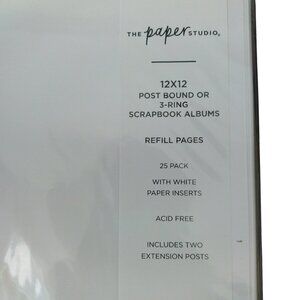 THE paper STUDIO®
12X12
POST BOUND OR
3-RING
SCRAPBOOK ALBUMS
REFILL PAGES
25 PACK
WITH WHITE
PAPER INSERTS
ACID FREE
INCLUDES TWO
EXTENSION POSTS